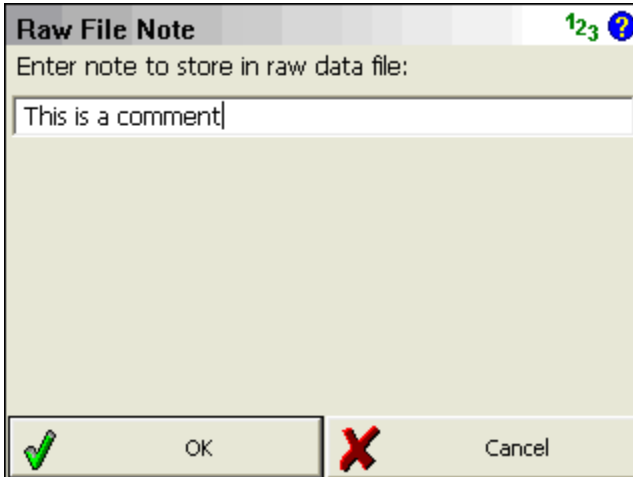 Raw File Note 123 ?
Enter note to store in raw data file:
This is a comment
OK Cancel